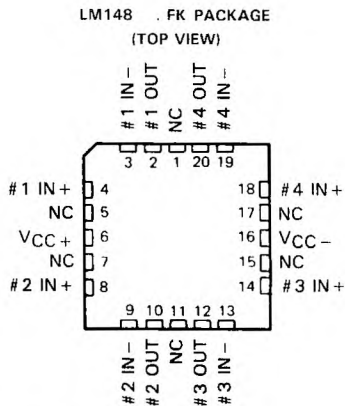 LM148 . FK PACKAGE
(TOP VIEW)
#1 IN −
#1 OUT
NC
#4 OUT
#4 IN −
3 2 1 20 19
#1 IN + 4 18 #4 IN +
NC 5 17 NC
VCC + 6 16 VCC −
NC 7 15 NC
#2 IN + 8 14 #3 IN +
9 10 11 12 13
#2 IN −
#2 OUT
NC
#3 OUT
#3 IN −